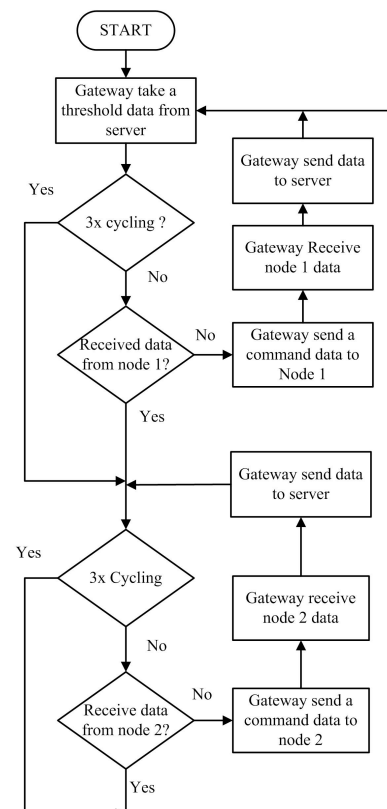 START
Gateway take a
threshold data from
server
Yes
3x cycling ?
No
Received data
from node 1?
No
Yes
Gateway send a
command data to
Node 1
Gateway Receive
node 1 data
Gateway send data
to server
Yes
3x Cycling
No
Receive data
from node 2?
No
Yes
Gateway send a
command data to
node 2
Gateway receive
node 2 data
Gateway send data
to server